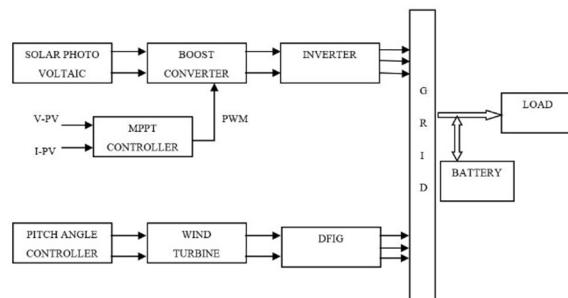 SOLAR PHOTO
VOLTAIC
BOOST
CONVERTER
INVERTER
V-PV
I-PV
MPPT
CONTROLLER
PWM
G
R
I
D
LOAD
BATTERY
PITCH ANGLE
CONTROLLER
WIND
TURBINE
DFIG